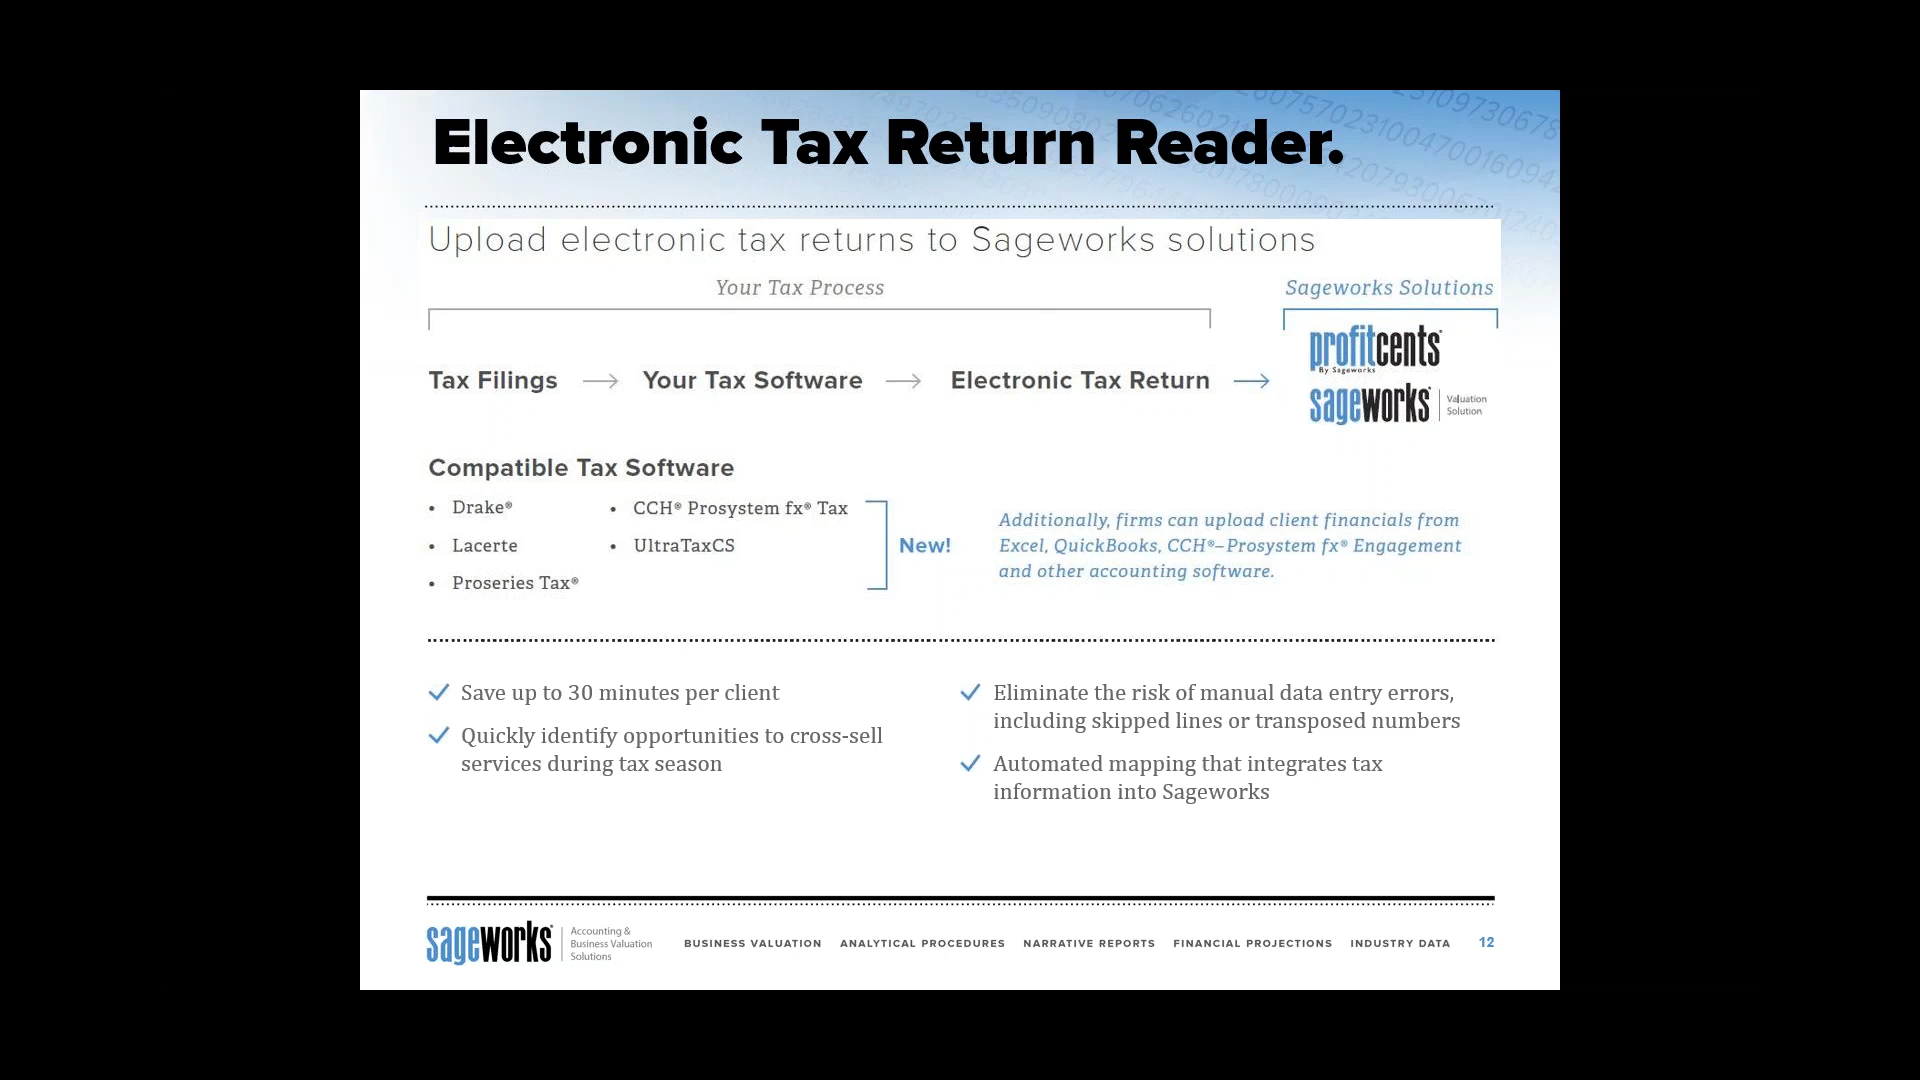 Electronic Tax Return Reader.
Upload electronic tax returns to Sageworks solutions
Your Tax Process
Sageworks Solutions
Tax Filings → Your Tax Software → Electronic Tax Return →
profitcents®
By Sageworks
sageworks® Valuation
Solution
Compatible Tax Software
• Drake®
• Lacerte
• Proseries Tax®
• CCH® Prosystem fx® Tax
• UltraTaxCS
New!
Additionally, firms can upload client financials from
Excel, QuickBooks, CCH®–Prosystem fx® Engagement
and other accounting software.
✓ Save up to 30 minutes per client
✓ Quickly identify opportunities to cross-sell
services during tax season
✓ Eliminate the risk of manual data entry errors,
including skipped lines or transposed numbers
✓ Automated mapping that integrates tax
information into Sageworks
sageworks®
Accounting &
Business Valuation
Solutions
BUSINESS VALUATION ANALYTICAL PROCEDURES NARRATIVE REPORTS FINANCIAL PROJECTIONS INDUSTRY DATA 12